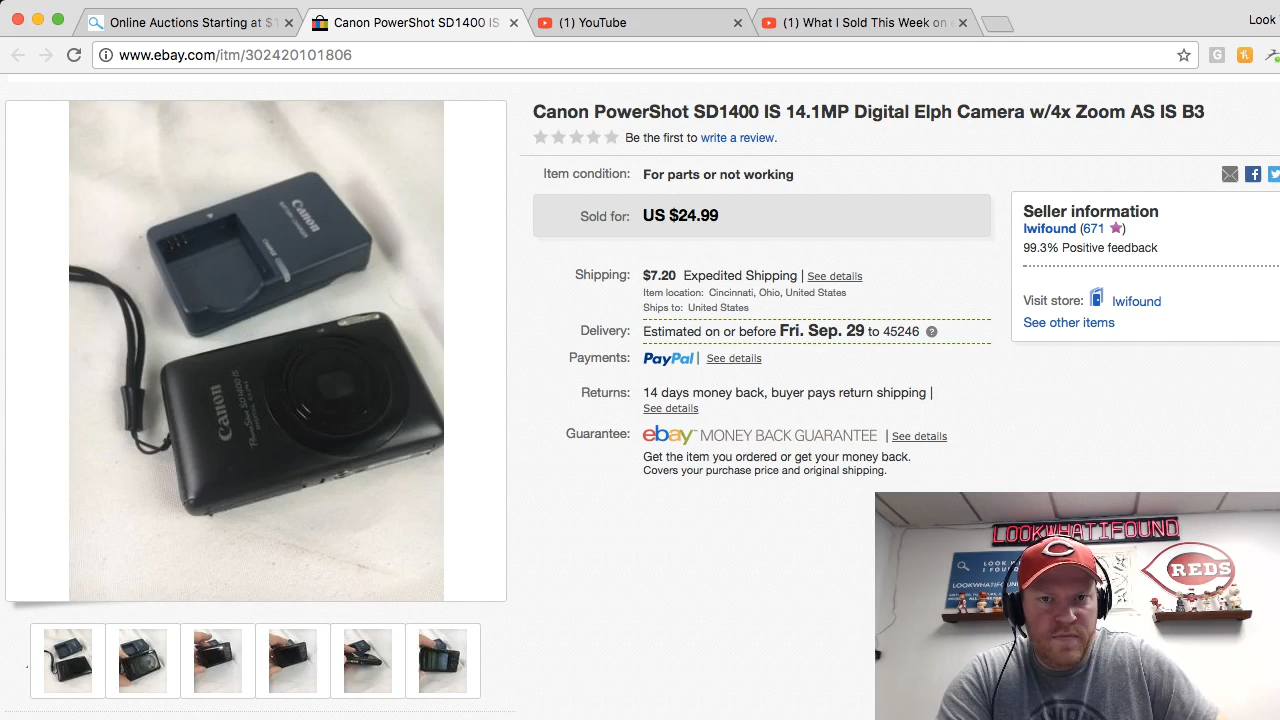 Look
Online Auctions Starting at $1
Canon PowerShot SD1400 IS
(1) YouTube
(1) What I Sold This Week on e
www.ebay.com/itm/302420101806
Canon PowerShot SD1400 IS 14.1MP Digital Elph Camera w/4x Zoom AS IS B3
Be the first to write a review.
Item condition: For parts or not working
Sold for: US $24.99
Shipping: $7.20 Expedited Shipping | See details
Item location: Cincinnati, Ohio, United States
Ships to: United States
Delivery: Estimated on or before Fri. Sep. 29 to 45246
Payments: PayPal | See details
Returns: 14 days money back, buyer pays return shipping |
See details
Guarantee: ebay MONEY BACK GUARANTEE | See details
Get the item you ordered or get your money back.
Covers your purchase price and original shipping.
Seller information
lwifound (671)
99.3% Positive feedback
Visit store: lwifound
See other items
Canon
Canon
PowerShot SD1400 IS
LOOKWHATIFOUND
LOOK W
I FOU
LOOKWHATIFOU
REDS
C